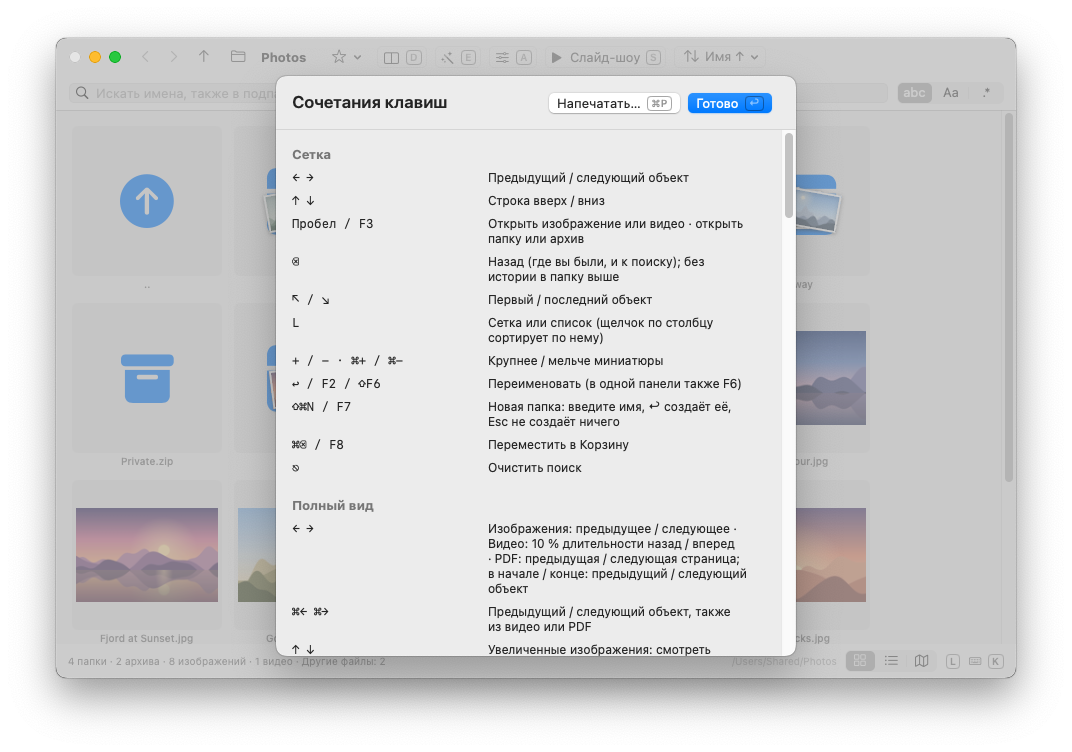 Photos
D
E
A
Слайд-шоу S
Имя ↑
Искать имена, также в подпа
abc
Aa
.*
Сочетания клавиш
Напечатать… ⌘P
Готово ↩
Сетка
← → Предыдущий / следующий объект
↑ ↓ Строка вверх / вниз
Пробел / F3 Открыть изображение или видео · открыть
папку или архив
⌫ Назад (где вы были, и к поиску); без
истории в папку выше
↖ / ↘ Первый / последний объект
L Сетка или список (щелчок по столбцу
сортирует по нему)
+ / − · ⌘+ / ⌘− Крупнее / мельче миниатюры
↩ / F2 / ⇧F6 Переименовать (в одной панели также F6)
⇧⌘N / F7 Новая папка: введите имя, ↩ создаёт её,
Esc не создаёт ничего
⌘⌫ / F8 Переместить в Корзину
⎋ Очистить поиск
Полный вид
← → Изображения: предыдущее / следующее ·
Видео: 10 % длительности назад / вперед
· PDF: предыдущая / следующая страница;
в начале / конце: предыдущий / следующий
объект
⌘← ⌘→ Предыдущий / следующий объект, также
из видео или PDF
↑ ↓ Увеличенные изображения: смотреть
..
way
Private.zip
our.jpg
Fjord at Sunset.jpg
cks.jpg
4 папки · 2 архива · 8 изображений · 1 видео · Другие файлы: 2
/Users/Shared/Photos
L
K